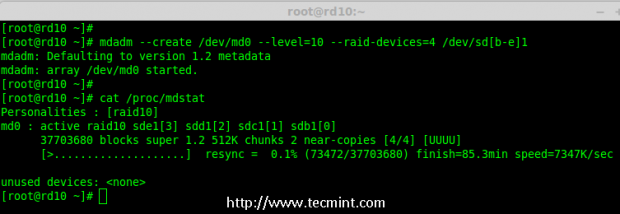 root@rd10:~
[root@rd10 ~]#
[root@rd10 ~]# mdadm --create /dev/md0 --level=10 --raid-devices=4 /dev/sd[b-e]1
mdadm: Defaulting to version 1.2 metadata
mdadm: array /dev/md0 started.
[root@rd10 ~]#
[root@rd10 ~]# cat /proc/mdstat
Personalities : [raid10]
md0 : active raid10 sde1[3] sdd1[2] sdc1[1] sdb1[0]
37703680 blocks super 1.2 512K chunks 2 near-copies [4/4] [UUUU]
[>....................] resync = 0.1% (73472/37703680) finish=85.3min speed=7347K/sec
unused devices: <none>
[root@rd10 ~]#
http://www.tecmint.com